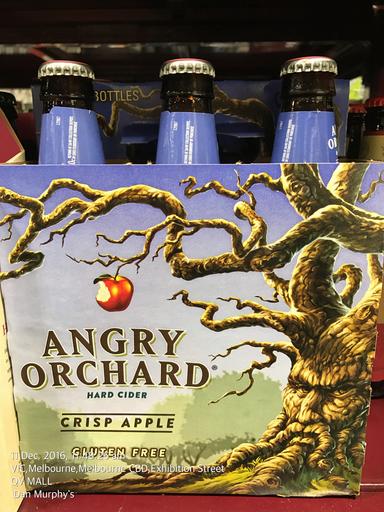 BOTTLES
ANGRY
ORCHARD®
HARD CIDER
CRISP APPLE
GLUTEN FREE
VIC,Melbourne,Melbourne CBD,Exhibition Street
QV MALL
Dan Murphy's